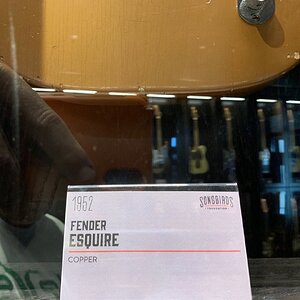 1952
SONGBIRDS
FENDER
ESQUIRE
COPPER